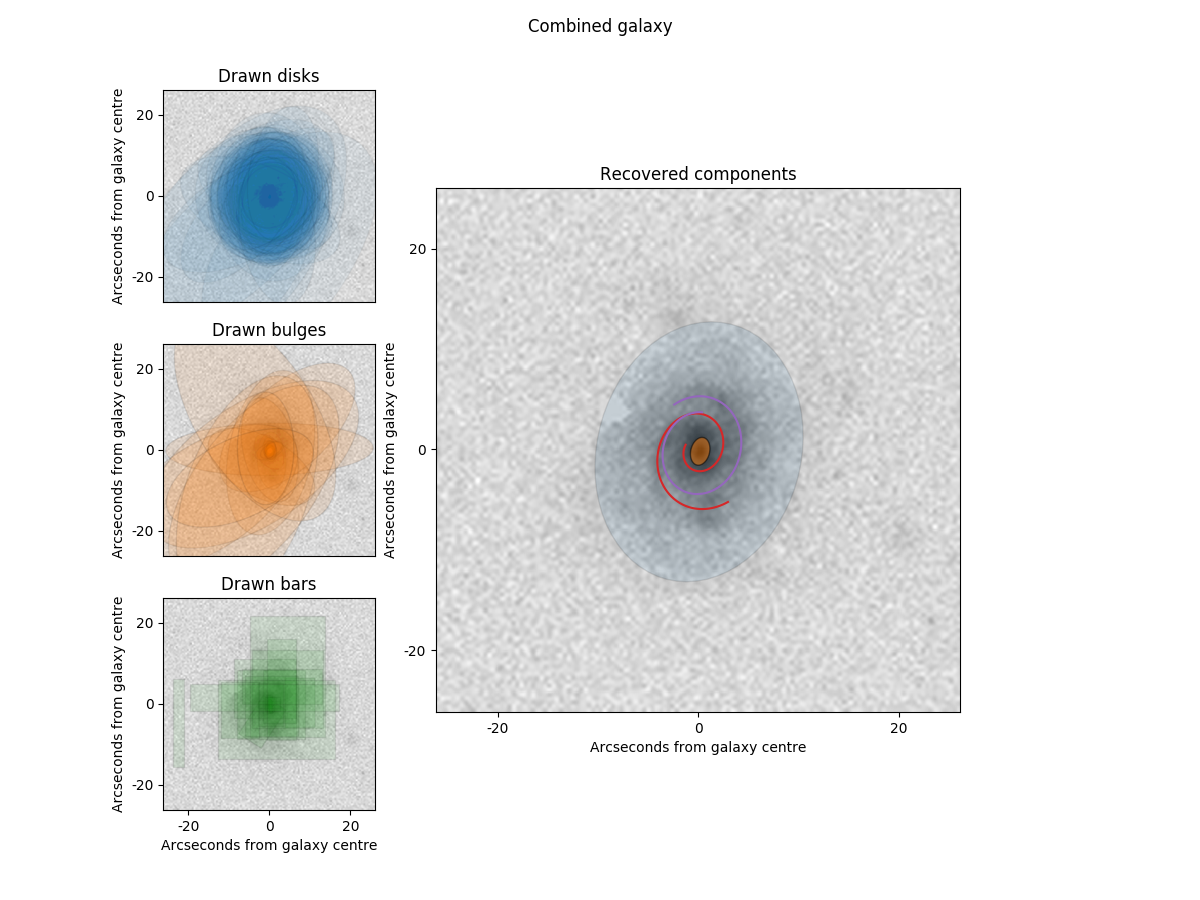 Combined galaxy
Drawn disks
Arcseconds from galaxy centre
20
0
-20
Drawn bulges
Arcseconds from galaxy centre
20
0
-20
Drawn bars
Arcseconds from galaxy centre
20
0
-20
-20 0 20
Arcseconds from galaxy centre
Recovered components
Arcseconds from galaxy centre
20
0
-20
-20 0 20
Arcseconds from galaxy centre